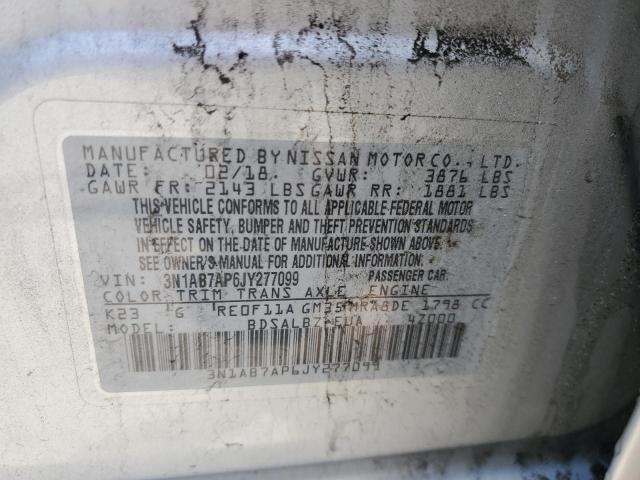 MANUFACTURED BY NISSAN MOTOR CO., LTD.
DATE: 02/18 GVWR: 3876 LBS
GAWR FR: 2143 LBS GAWR RR: 1881 LBS
THIS VEHICLE CONFORMS TO ALL APPLICABLE FEDERAL MOTOR
VEHICLE SAFETY, BUMPER AND THEFT PREVENTION STANDARDS
IN EFFECT ON THE DATE OF MANUFACTURE SHOWN ABOVE.
SEE OWNER'S MANUAL FOR ADDITIONAL INFORMATION.
VIN: 3N1AB7AP6JY277099 PASSENGER CAR
COLOR TRIM TRANS AXLE ENGINE
K23 G RE0F11A GM35 MRA8DE 1798 CC
MODEL: 42000
3N1AB7AP6JY277099